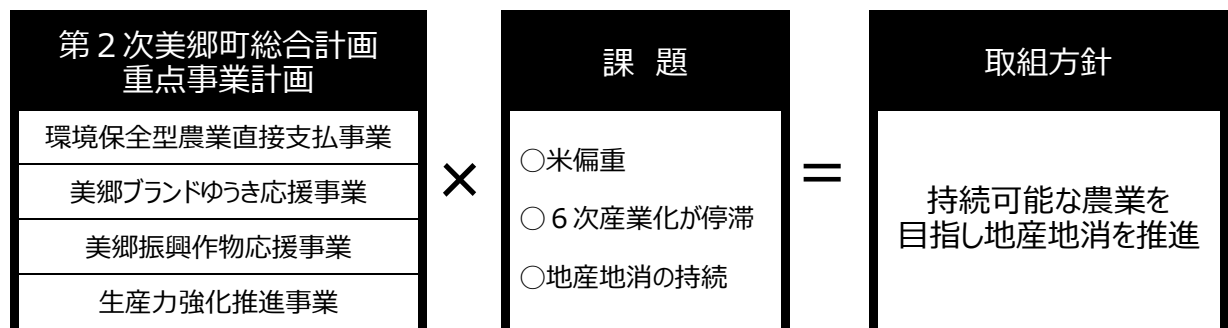 第２次美郷町総合計画
重点事業計画
環境保全型農業直接支払事業
美郷ブランドゆうき応援事業
美郷振興作物応援事業
生産力強化推進事業
×
課 題
○米偏重
○６次産業化が停滞
○地産地消の持続
＝
取組方針
持続可能な農業を
目指し地産地消を推進